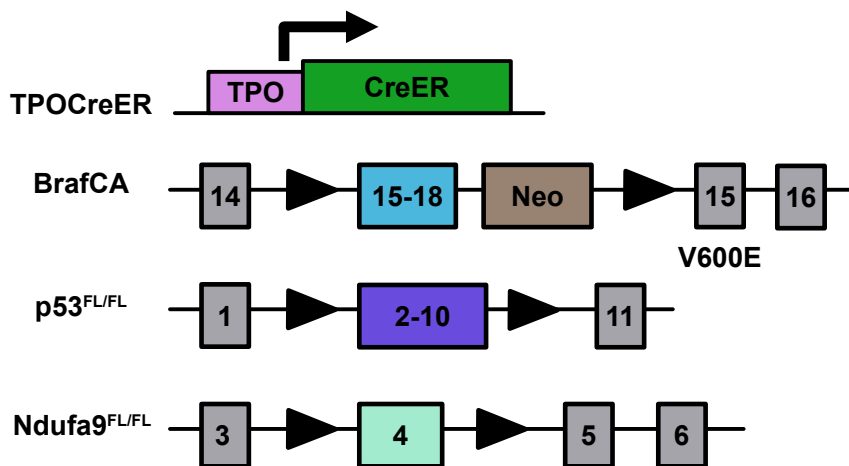 TPOCreER TPO CreER
BrafCA 14 15-18 Neo 15 16
V600E
p53FL/FL 1 2-10 11
Ndufa9FL/FL 3 4 5 6